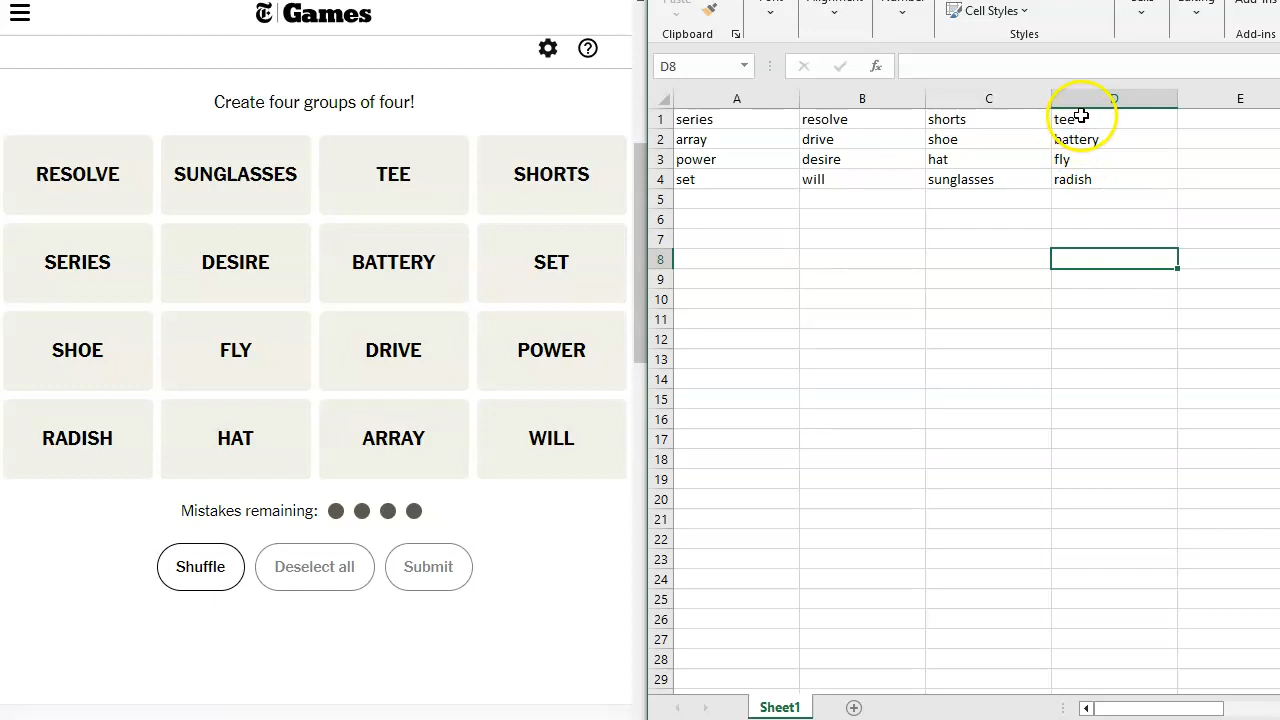 Games
Create four groups of four!
RESOLVE SUNGLASSES TEE SHORTS
SERIES DESIRE BATTERY SET
SHOE FLY DRIVE POWER
RADISH HAT ARRAY WILL
Mistakes remaining:
Shuffle Deselect all Submit
Cell Styles
Clipboard Styles Add-ins
D8 fx
A B C D E
1 series resolve shorts tee
2 array drive shoe battery
3 power desire hat fly
4 set will sunglasses radish
5
6
7
8
9
10
11
12
13
14
15
16
17
18
19
20
21
22
23
24
25
26
27
28
29
Sheet1